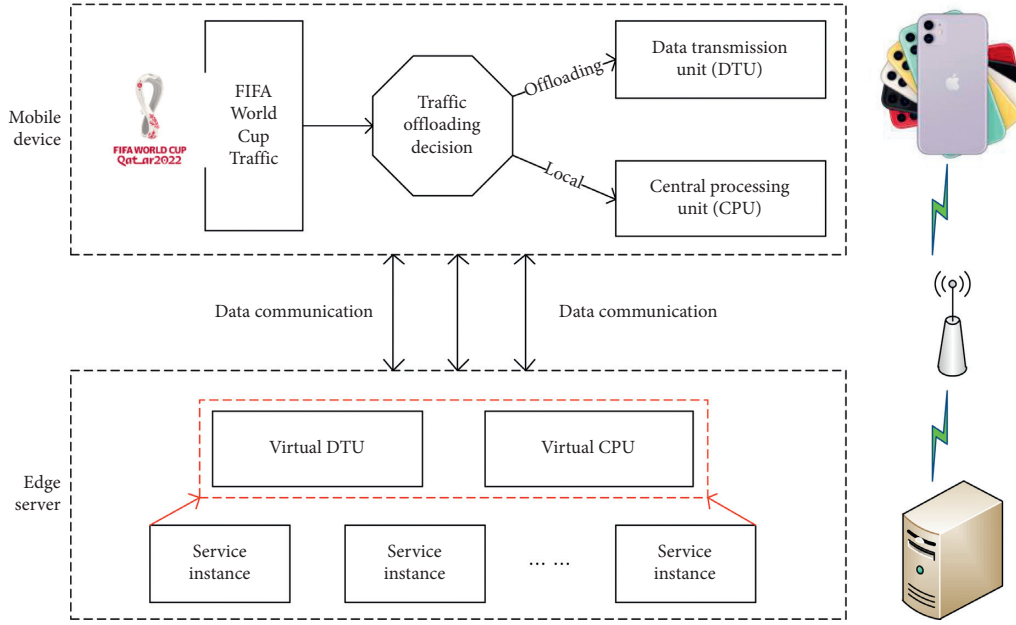 Mobile
device
FIFA WORLD CUP
Qatar2022
FIFA
World
Cup
Traffic
Traffic
offloading
decision
Offloading
Local
Data transmission
unit (DTU)
Central processing
unit (CPU)
Data communication
Data communication
Edge
server
Virtual DTU
Virtual CPU
Service
instance
Service
instance
... ...
Service
instance